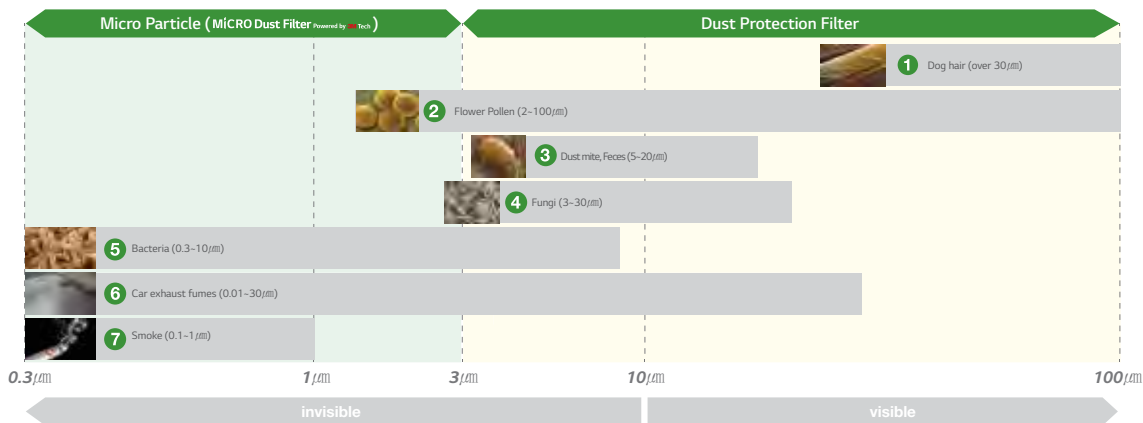 Micro Particle ( MiCRO Dust Filter Powered by Tech )
Dust Protection Filter
1 Dog hair (over 30㎛)
2 Flower Pollen (2~100㎛)
3 Dust mite, Feces (5~20㎛)
4 Fungi (3~30㎛)
5 Bacteria (0.3~10㎛)
6 Car exhaust fumes (0.01~30㎛)
7 Smoke (0.1~1㎛)
0.3㎛ 1㎛ 3㎛ 10㎛ 100㎛
invisible visible